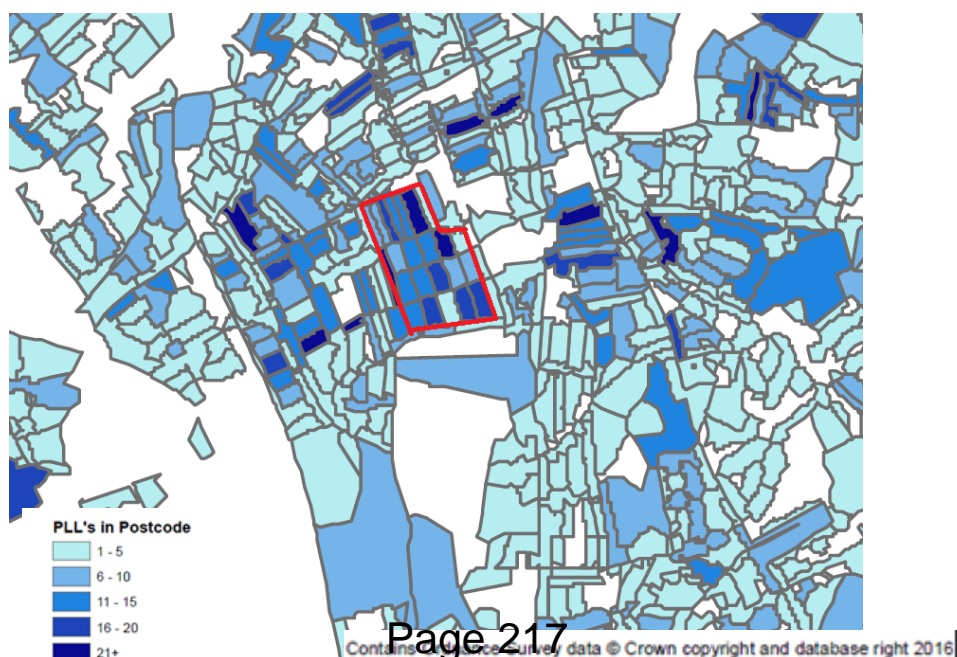 PLL's in Postcode
1 - 5
6 - 10
11 - 15
16 - 20
21+
Page 217
Contains Ordnance Survey data © Crown copyright and database right 2016